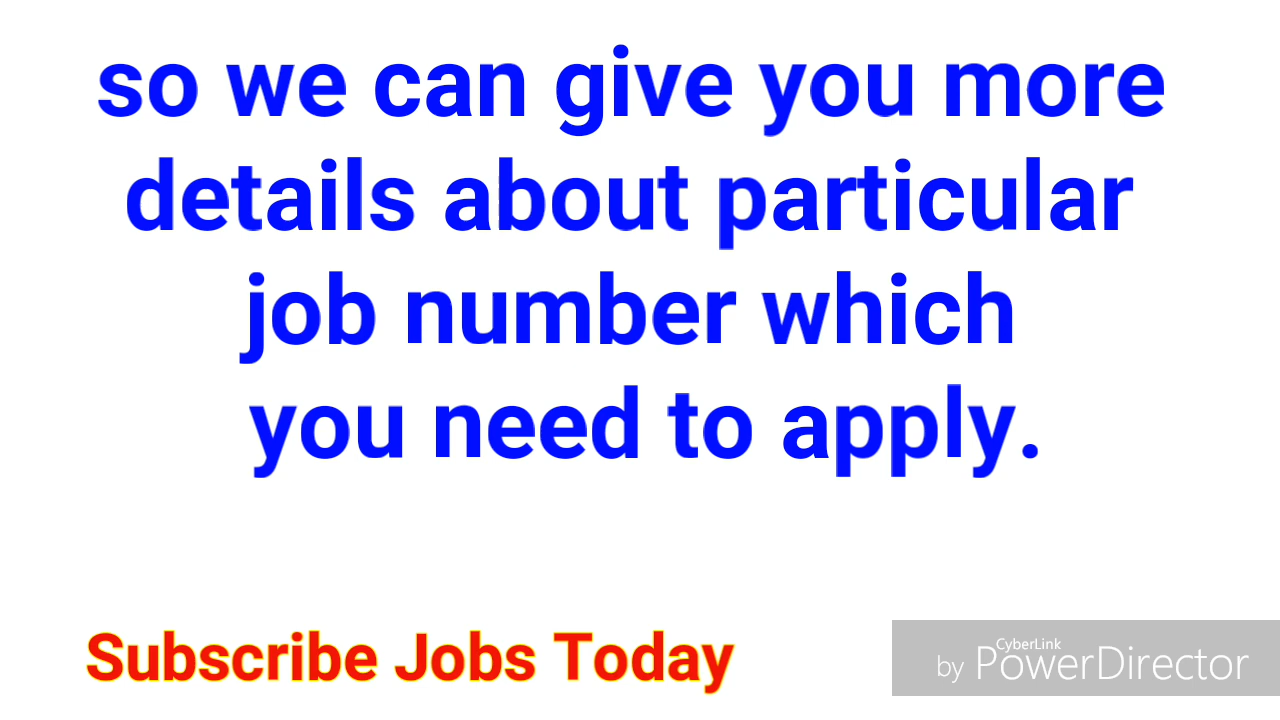 so we can give you more
details about particular
job number which
you need to apply.
Subscribe Jobs Today
CyberLink
by PowerDirector